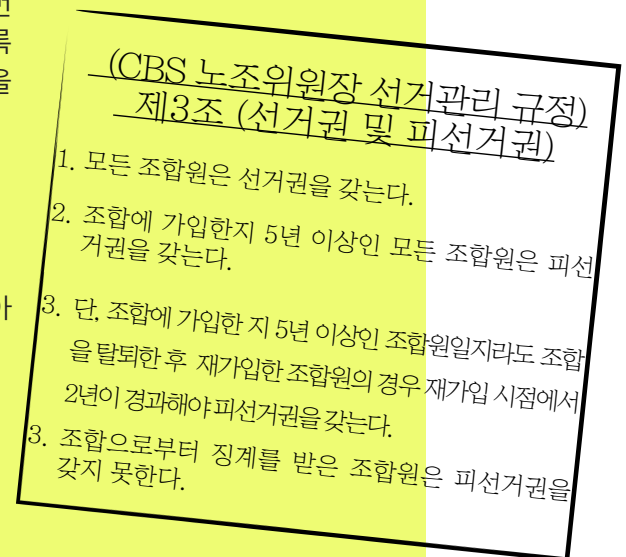 (CBS 노조위원장 선거관리 규정)
제3조 (선거권 및 피선거권)
1. 모든 조합원은 선거권을 갖는다.
2. 조합에 가입한지 5년 이상인 모든 조합원은 피선
거권을 갖는다.
3. 단, 조합에 가입한 지 5년 이상인 조합원일지라도 조합
을 탈퇴한 후 재가입한 조합원의 경우 재가입 시점에서
2년이 경과해야 피선거권을 갖는다.
3. 조합으로부터 징계를 받은 조합원은 피선거권을
갖지 못한다.